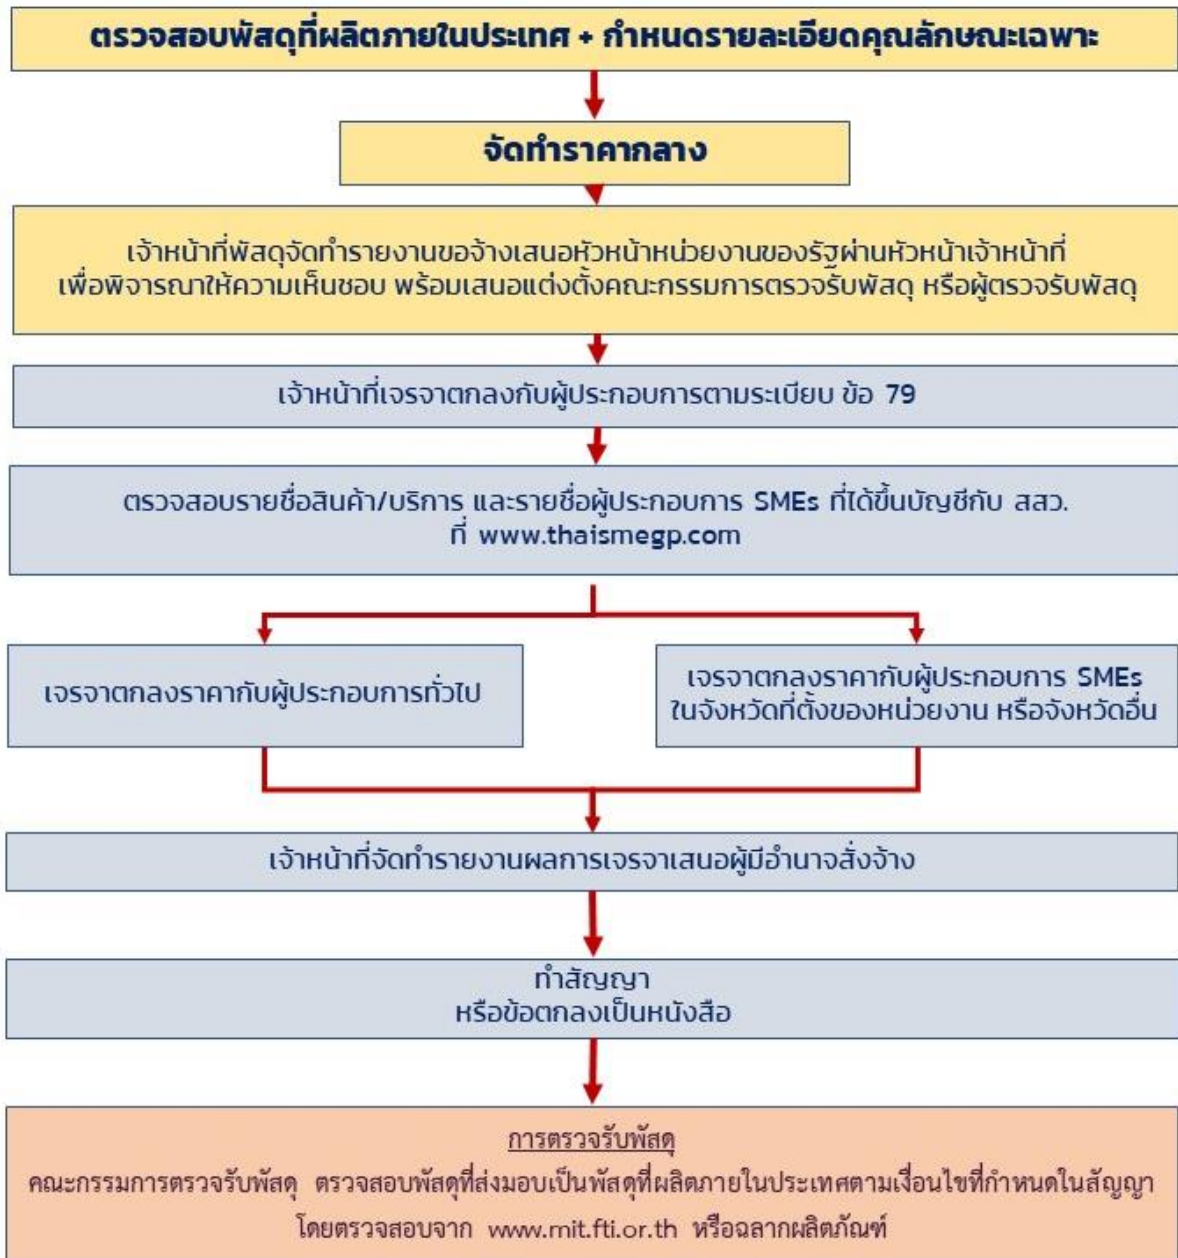 ตรวจสอบพัสดุที่ผลิตภายในประเทศ + กำหนดรายละเอียดคุณลักษณะเฉพาะ
จัดทำราคากลาง
เจ้าหน้าที่พัสดุจัดทำรายงานขอจ้างเสนอหัวหน้าหน่วยงานของรัฐผ่านหัวหน้าเจ้าหน้าที่
เพื่อพิจารณาให้ความเห็นชอบ พร้อมเสนอแต่งตั้งคณะกรรมการตรวจรับพัสดุ หรือผู้ตรวจรับพัสดุ
เจ้าหน้าที่เจรจาตกลงกับผู้ประกอบการตามระเบียบ ข้อ 79
ตรวจสอบรายชื่อสินค้า/บริการ และรายชื่อผู้ประกอบการ SMEs ที่ได้ขึ้นบัญชีกับ สสว.
ที่ www.thaismegp.com
เจรจาตกลงราคากับผู้ประกอบการทั่วไป
เจรจาตกลงราคากับผู้ประกอบการ SMEs
ในจังหวัดที่ตั้งของหน่วยงาน หรือจังหวัดอื่น
เจ้าหน้าที่จัดทำรายงานผลการเจรจาเสนอผู้มีอำนาจสั่งจ้าง
ทำสัญญา
หรือข้อตกลงเป็นหนังสือ
การตรวจรับพัสดุ
คณะกรรมการตรวจรับพัสดุ ตรวจสอบพัสดุที่ส่งมอบเป็นพัสดุที่ผลิตภายในประเทศตามเงื่อนไขที่กำหนดในสัญญา
โดยตรวจสอบจาก www.mit.fti.or.th หรือฉลากผลิตภัณฑ์